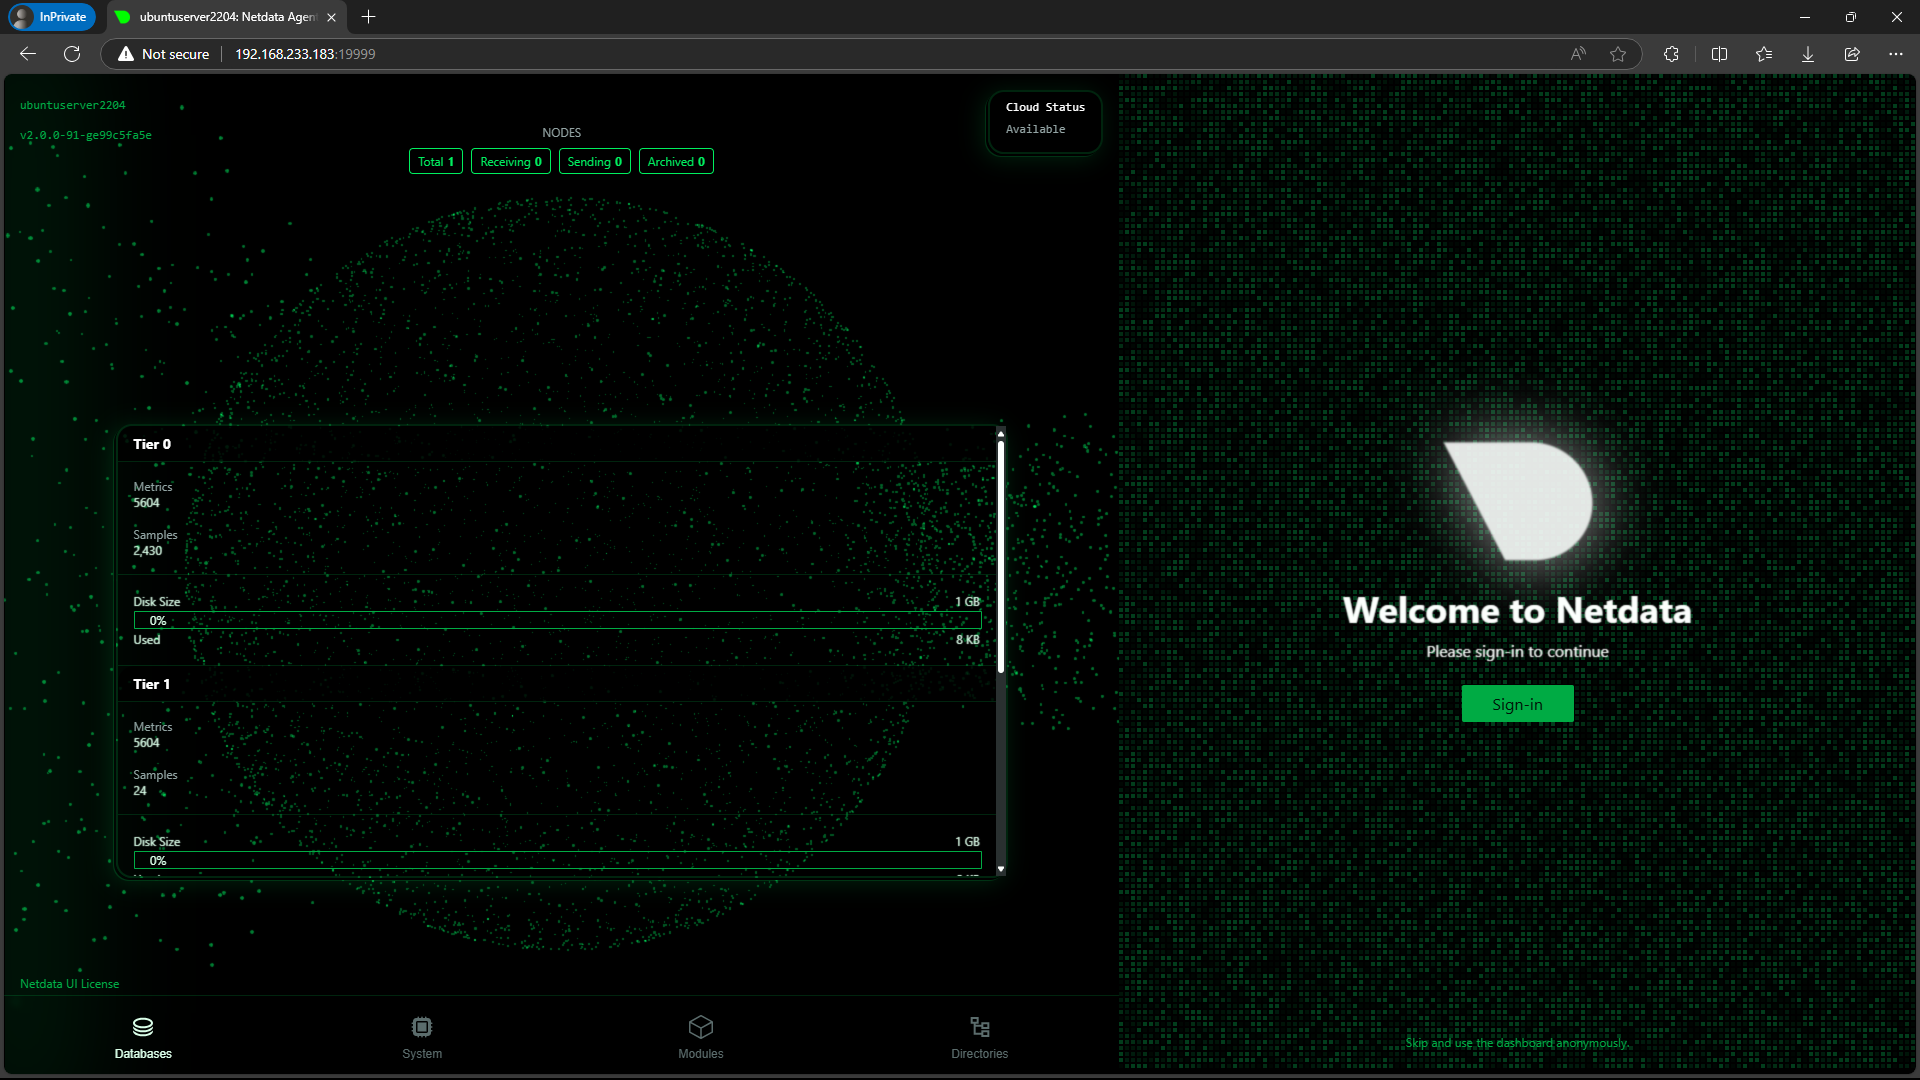 InPrivate
ubuntuserver2204: Netdata Agent
Not secure
192.168.233.183:19999
ubuntuserver2204
v2.0.0-91-ge99c5fa5e
NODES
Total 1
Receiving 0
Sending 0
Archived 0
Cloud Status
Available
Tier 0
Metrics
5604
Samples
2,430
Disk Size 1 GB
0%
Used 8 KB
Tier 1
Metrics
5604
Samples
24
Disk Size 1 GB
0%
Netdata UI License
Databases
System
Modules
Directories
Welcome to Netdata
Please sign-in to continue
Sign-in
Skip and use the dashboard anonymously.